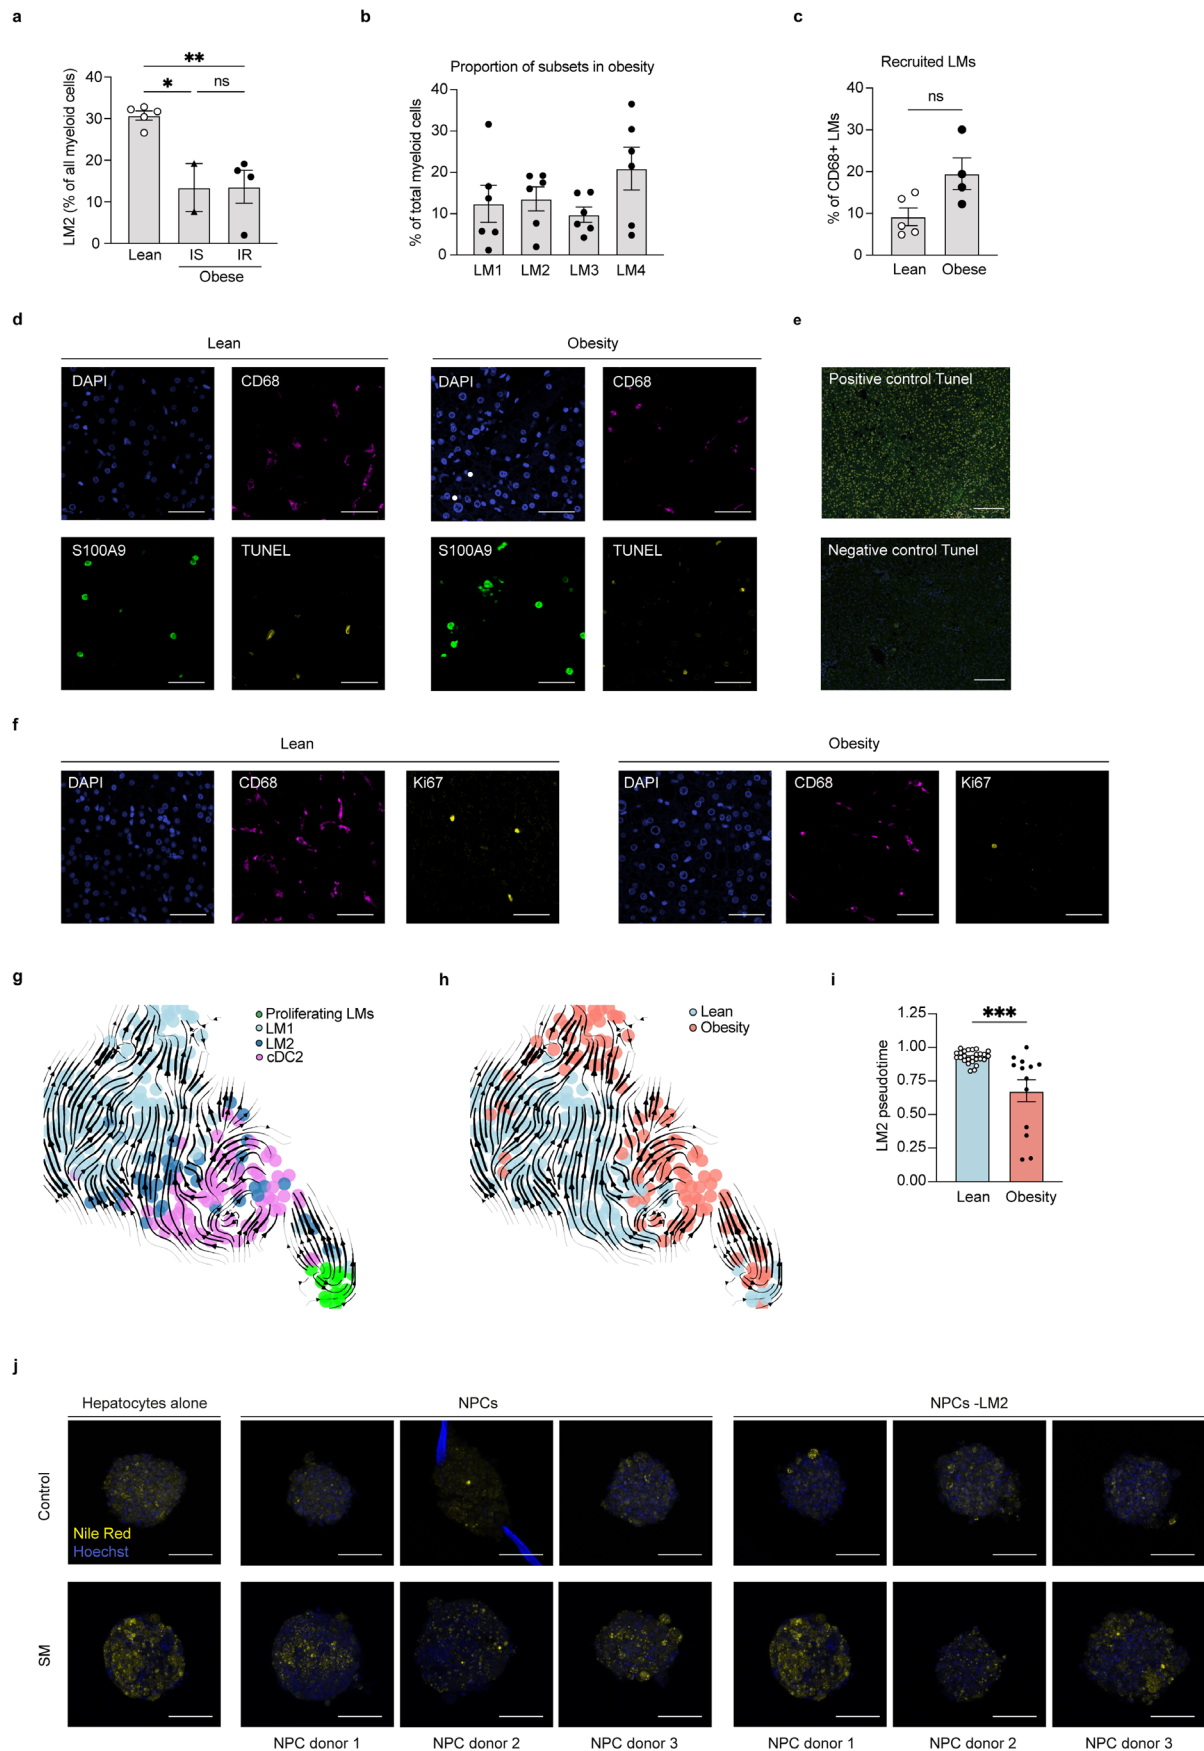 a
LM2 (% of all myeloid cells)
40
30
20
10
0
**
*
ns
Lean
IS
IR
Obese
b
Proportion of subsets in obesity
% of total myeloid cells
40
30
20
10
0
LM1
LM2
LM3
LM4
c
Recruited LMs
% of CD68+ LMs
40
30
20
10
0
ns
Lean
Obese
d
Lean
Obesity
DAPI
CD68
DAPI
CD68
S100A9
TUNEL
S100A9
TUNEL
e
Positive control Tunel
Negative control Tunel
f
Lean
Obesity
DAPI
CD68
Ki67
DAPI
CD68
Ki67
g
Proliferating LMs
LM1
LM2
cDC2
h
Lean
Obesity
i
LM2 pseudotime
1.25
1.00
0.75
0.50
0.25
0.00
***
Lean
Obesity
j
Hepatocytes alone
NPCs
NPCs -LM2
Control
Nile Red
Hoechst
SM
NPC donor 1
NPC donor 2
NPC donor 3
NPC donor 1
NPC donor 2
NPC donor 3